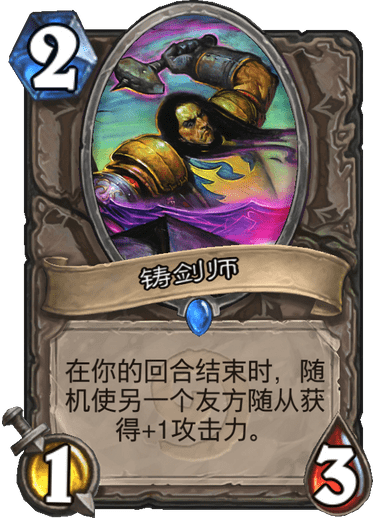 2
铸剑师
在你的回合结束时，随
机使另一个友方随从获
得+1攻击力。
1
3